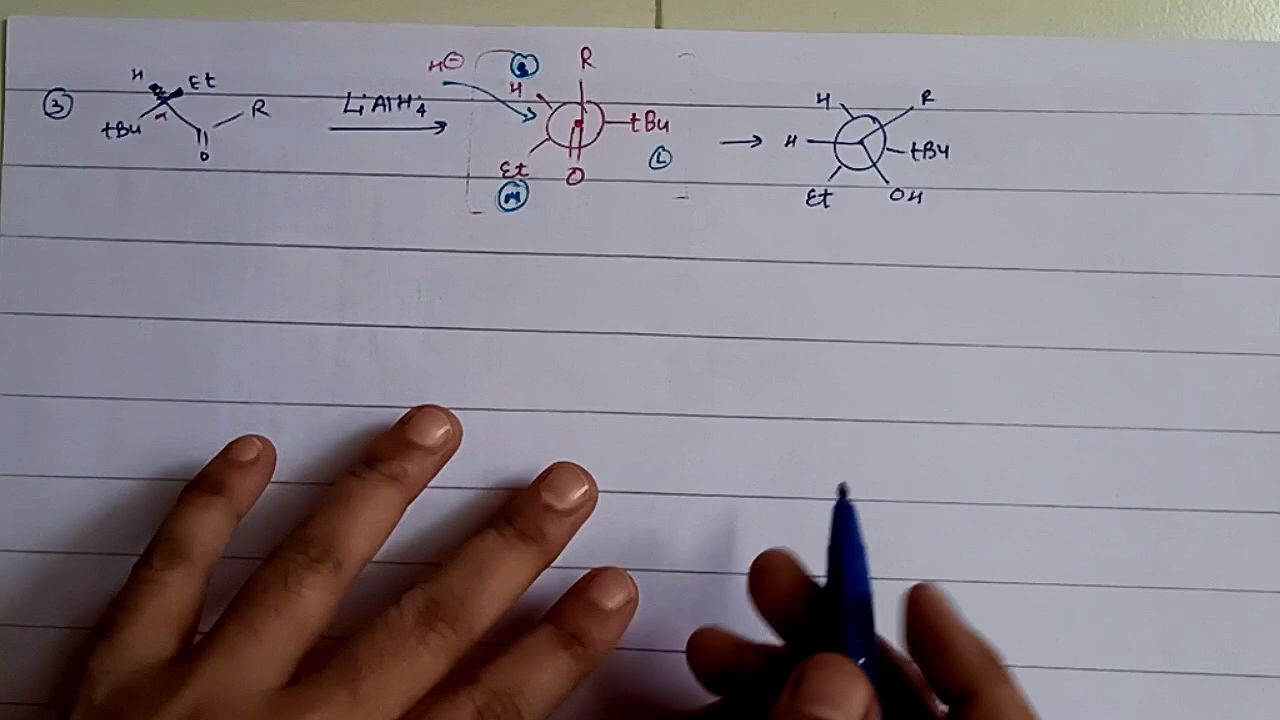 ③ H Et tBu α R O
LiAlH4
H⊖ S R H tBu L Et M O
H R H tBu Et OH